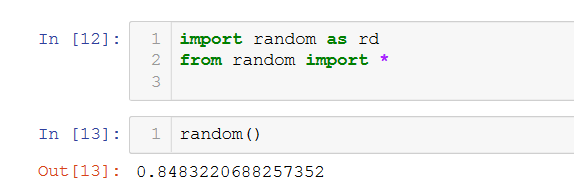 In [12]: 1 import random as rd
2 from random import *
3
In [13]: 1 random()
Out[13]: 0.8483220688257352